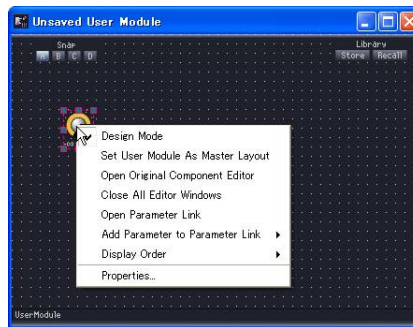 Unsaved User Module
Snap
Library
A B C D
Store Recall
Design Mode
Set User Module As Master Layout
Open Original Component Editor
Close All Editor Windows
Open Parameter Link
Add Parameter to Parameter Link
Display Order
Properties...
UserModule